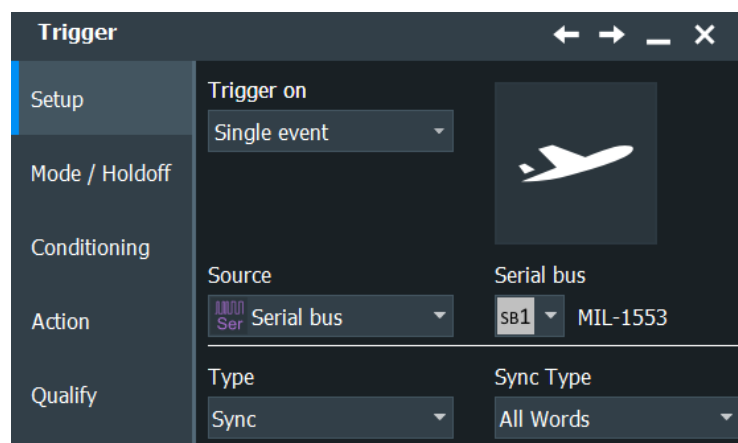 Trigger
Setup
Mode / Holdoff
Conditioning
Action
Qualify
Trigger on
Single event
Source
Serial bus
Ser Serial bus
SB1 MIL-1553
Type
Sync Type
Sync
All Words